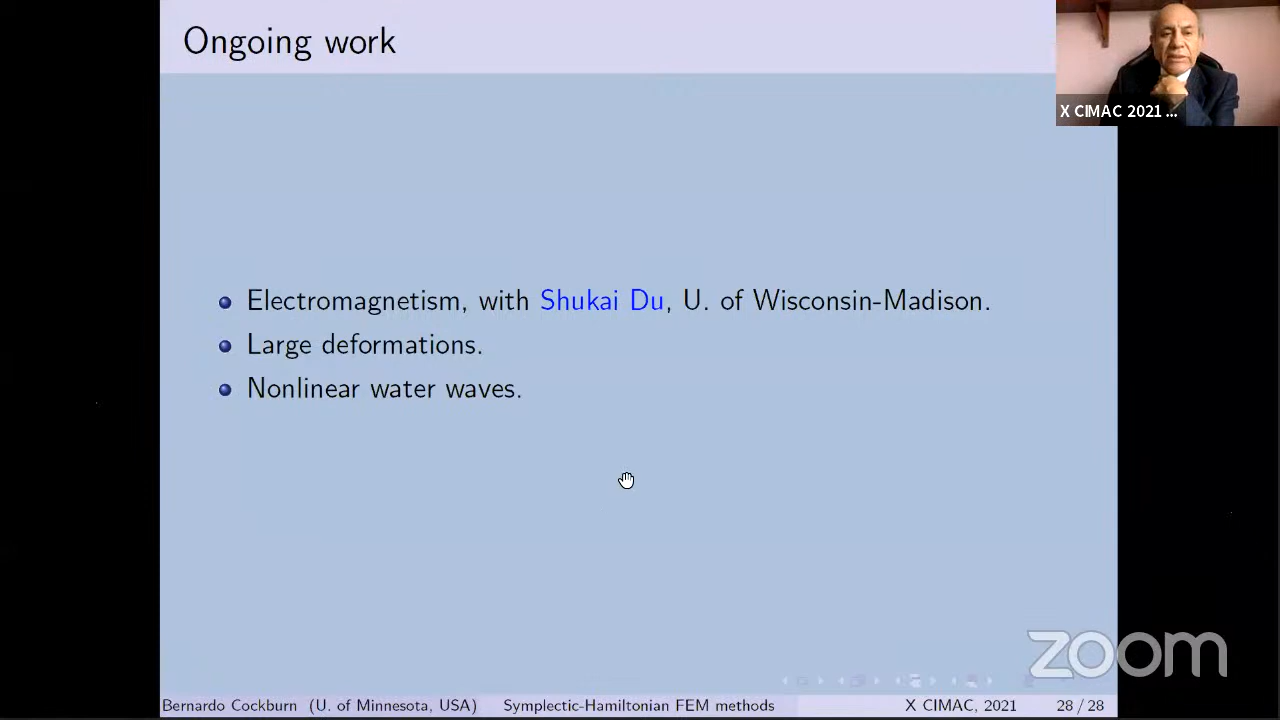 Ongoing work
X CIMAC 2021 ...
Electromagnetism, with Shukai Du, U. of Wisconsin-Madison.
Large deformations.
Nonlinear water waves.
zoom
Bernardo Cockburn (U. of Minnesota, USA) Symplectic-Hamiltonian FEM methods X CIMAC, 2021 28 / 28